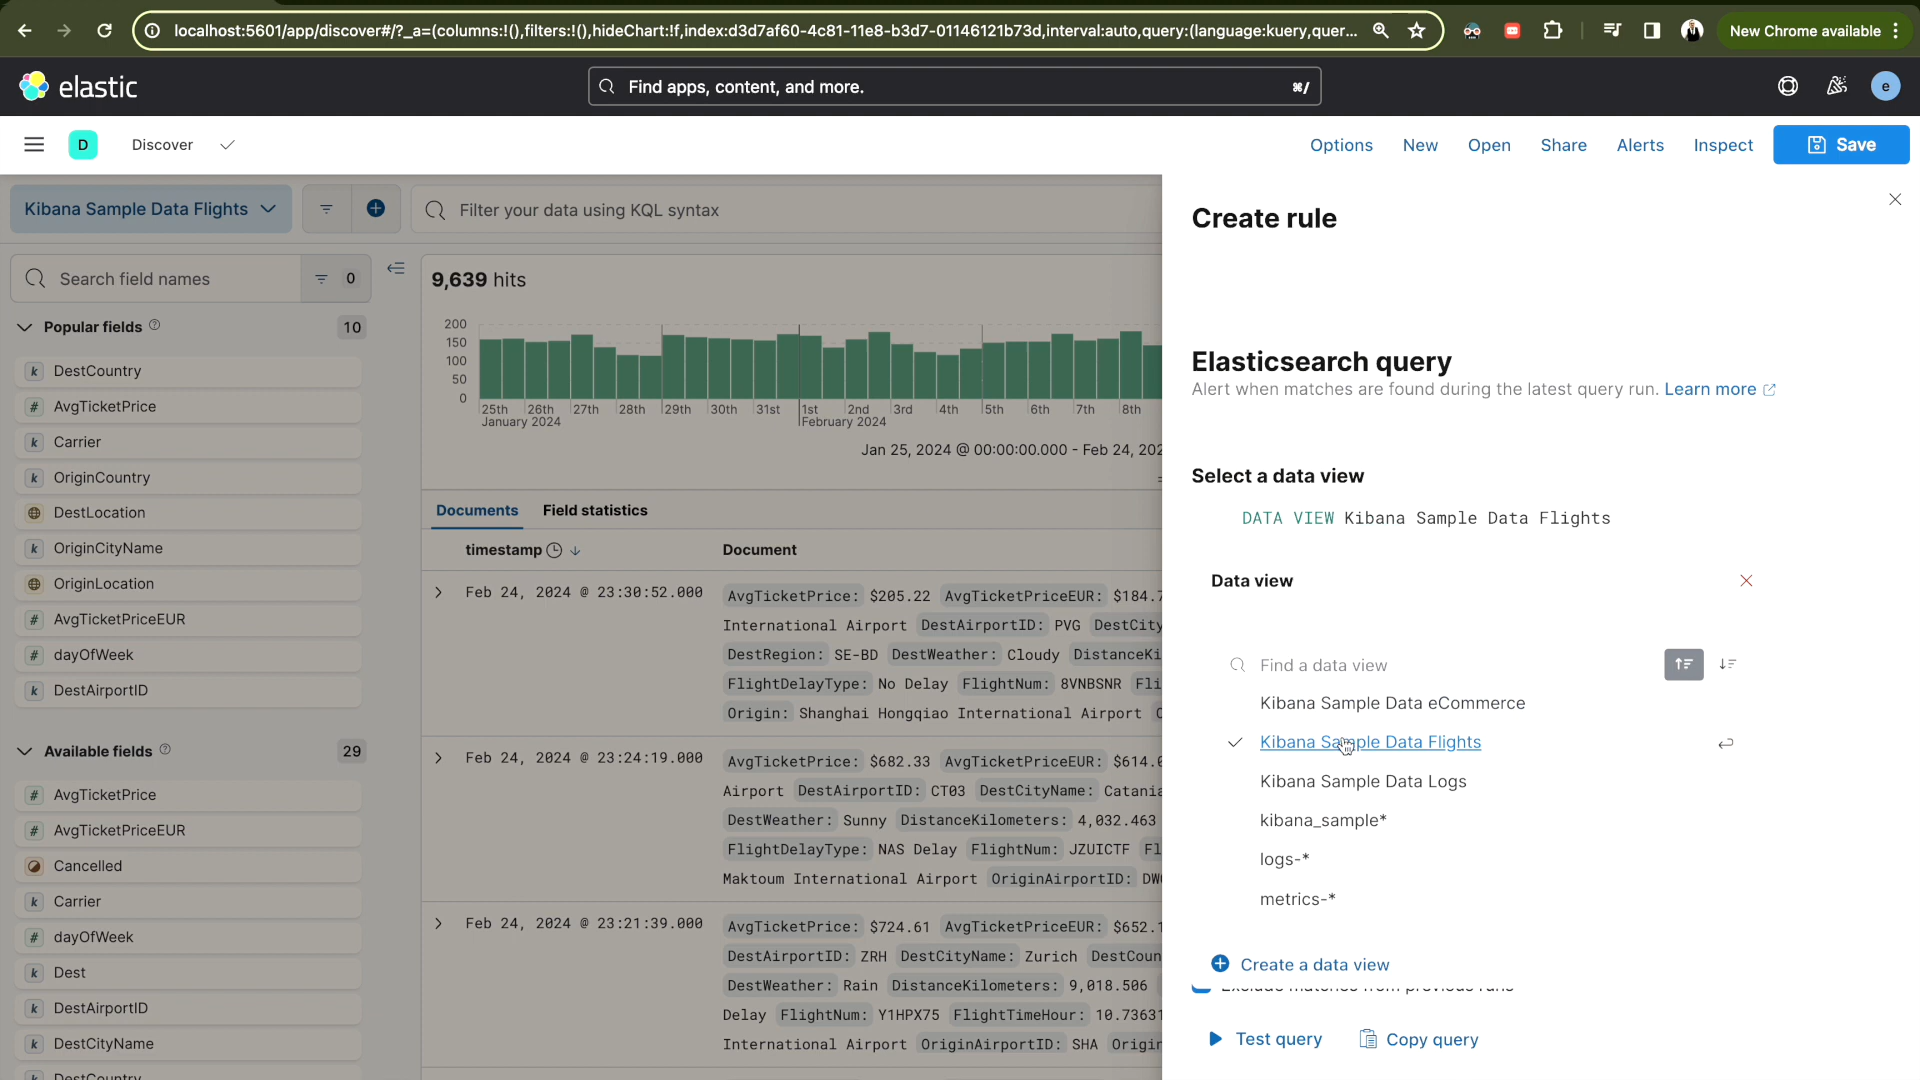 localhost:5601/app/discover#/?_a=(columns:!(),filters:!(),hideChart:!f,index:d3d7af60-4c81-11e8-b3d7-01146121b73d,interval:auto,query:(language:kuery,quer...
New Chrome available
elastic
Find apps, content, and more.
⌘/
e
D
Discover
Options
New
Open
Share
Alerts
Inspect
Save
Kibana Sample Data Flights
Filter your data using KQL syntax
Search field names
0
Popular fields
10
k DestCountry
# AvgTicketPrice
k Carrier
k OriginCountry
DestLocation
k OriginCityName
OriginLocation
# AvgTicketPriceEUR
# dayOfWeek
k DestAirportID
Available fields
29
# AvgTicketPrice
# AvgTicketPriceEUR
Cancelled
k Carrier
# dayOfWeek
k Dest
k DestAirportID
k DestCityName
k DestCountry
9,639 hits
200
150
100
50
0
25th 26th 27th 28th 29th 30th 31st 1st 2nd 3rd 4th 5th 6th 7th 8th
January 2024 February 2024
Jan 25, 2024 @ 00:00:00.000 - Feb 24, 202
Documents
Field statistics
timestamp
Document
Feb 24, 2024 @ 23:30:52.000
AvgTicketPrice: $205.22 AvgTicketPriceEUR: $184.7
International Airport DestAirportID: PVG DestCity
DestRegion: SE-BD DestWeather: Cloudy DistanceKi
FlightDelayType: No Delay FlightNum: 8VNBSNR Fli
Origin: Shanghai Hongqiao International Airport
Feb 24, 2024 @ 23:24:19.000
AvgTicketPrice: $682.33 AvgTicketPriceEUR: $614.
Airport DestAirportID: CT03 DestCityName: Catania
DestWeather: Sunny DistanceKilometers: 4,032.463
FlightDelayType: NAS Delay FlightNum: JZUICTF Fl
Maktoum International Airport OriginAirportID: DW
Feb 24, 2024 @ 23:21:39.000
AvgTicketPrice: $724.61 AvgTicketPriceEUR: $652.1
DestAirportID: ZRH DestCityName: Zurich DestCoun
DestWeather: Rain DistanceKilometers: 9,018.506
Delay FlightNum: Y1HPX75 FlightTimeHour: 10.73631
International Airport OriginAirportID: SHA Origin
Create rule
Elasticsearch query
Alert when matches are found during the latest query run. Learn more
Select a data view
DATA VIEW Kibana Sample Data Flights
Data view
Find a data view
Kibana Sample Data eCommerce
Kibana Sample Data Flights
Kibana Sample Data Logs
kibana_sample*
logs-*
metrics-*
Create a data view
Exclude matches from previous runs
Test query
Copy query